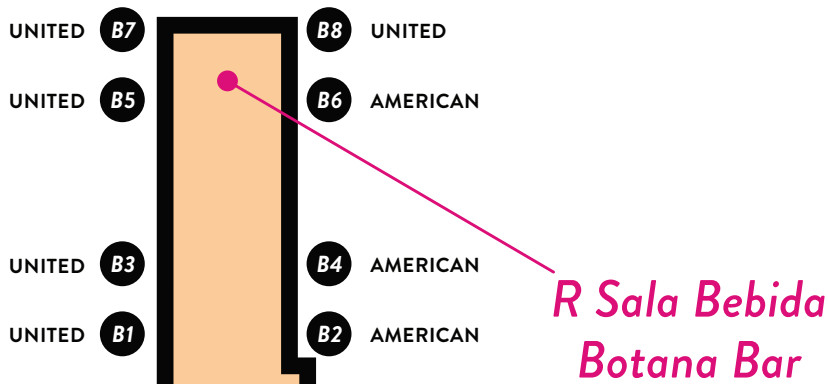 UNITED B7 B8 UNITED
UNITED B5 B6 AMERICAN
UNITED B3 B4 AMERICAN
R Sala Bebida
UNITED B1 B2 AMERICAN
Botana Bar